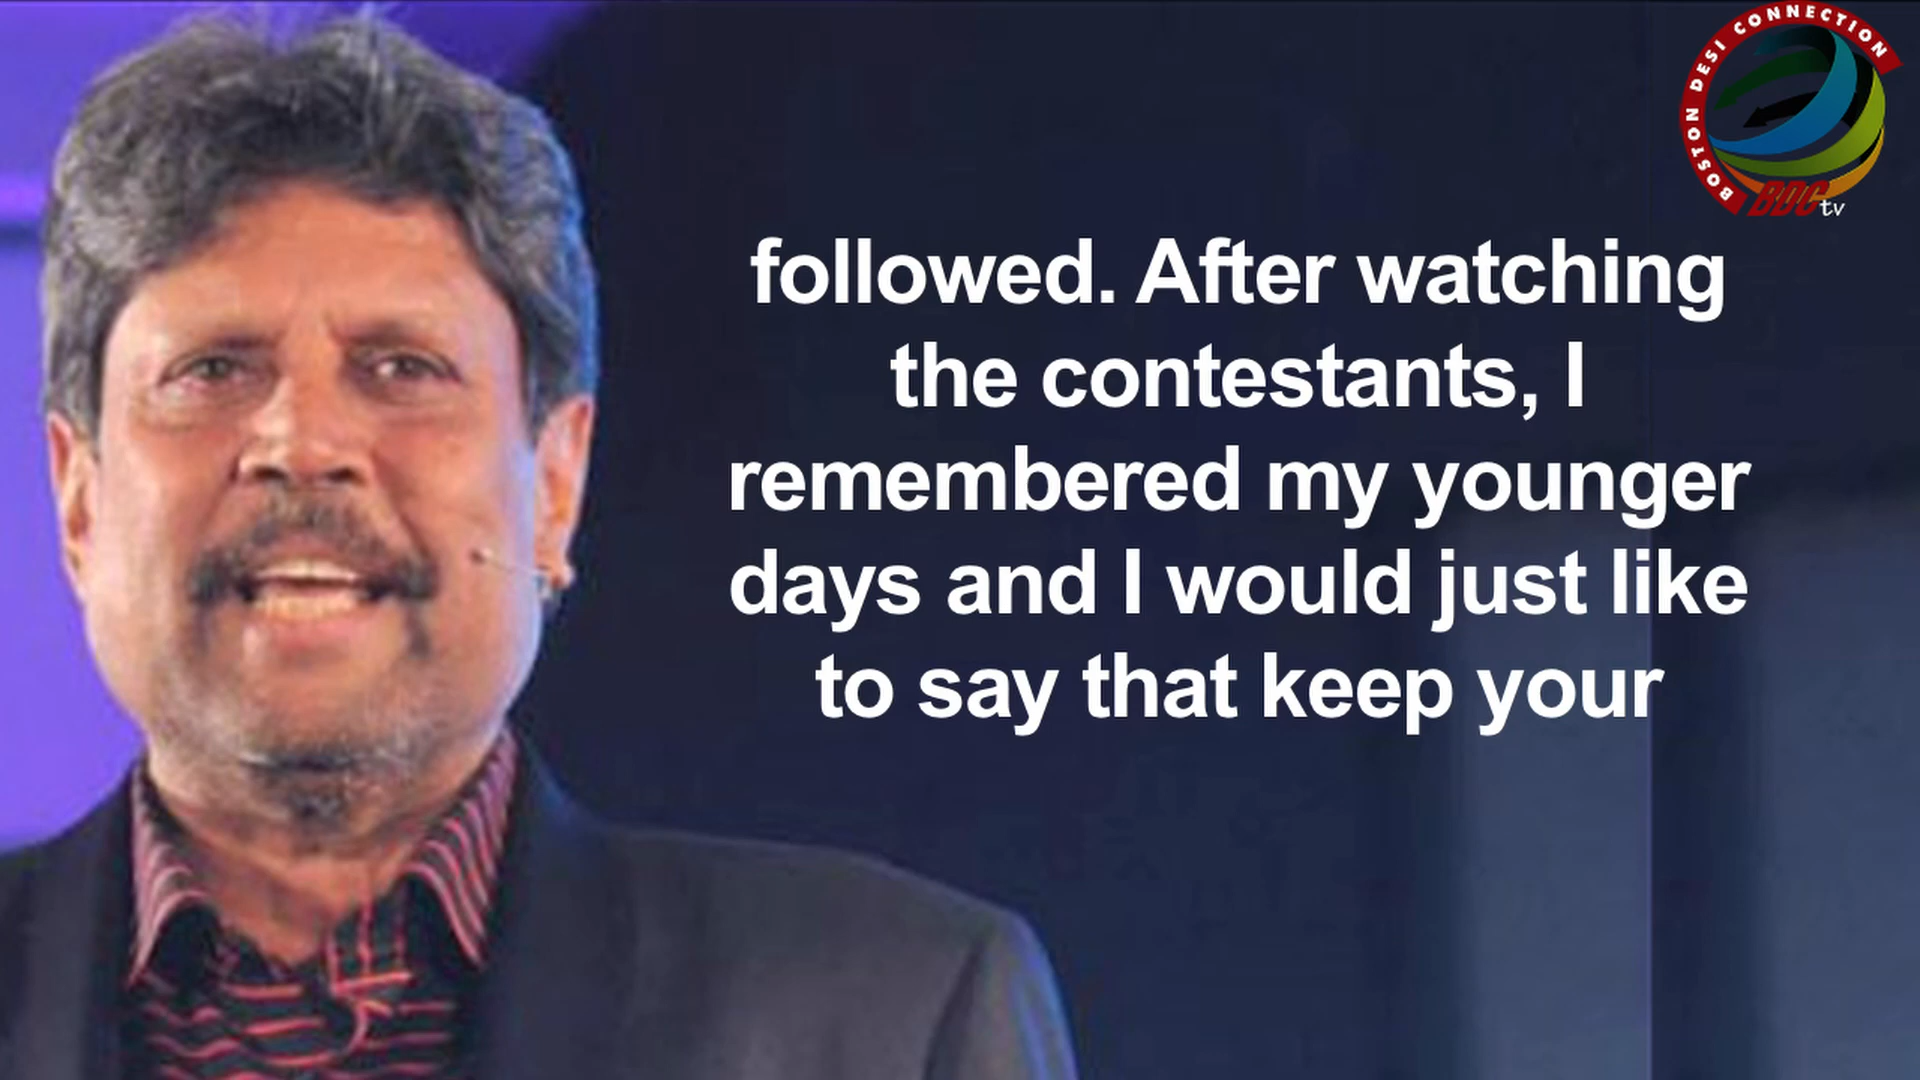 BOSTON DESI CONNECTION
BDC
tv
followed. After watching
the contestants, I
remembered my younger
days and I would just like
to say that keep your